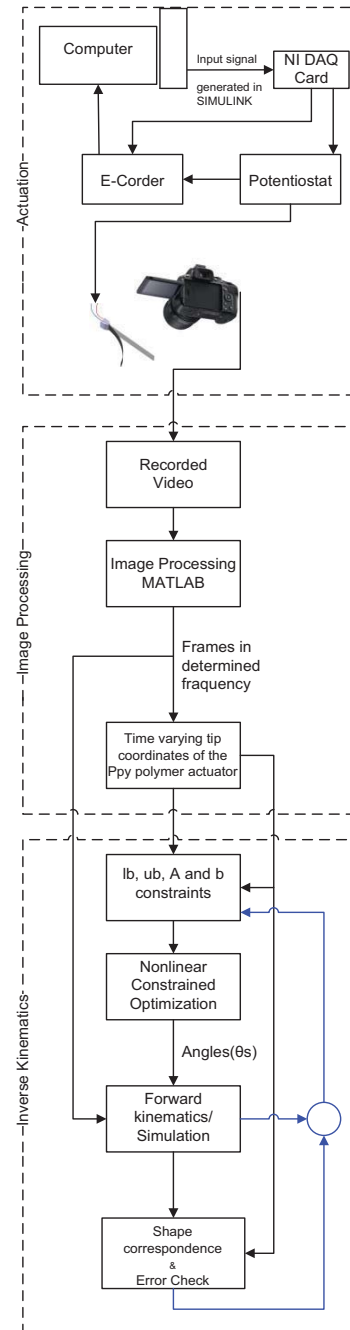 Computer
Input signal
generated in
SIMULINK
NI DAQ
Card
E-Corder
Potentiostat
Actuation
Recorded
Video
Image Processing
MATLAB
Frames in
determined
fraquency
Time varying tip
coordinates of the
Ppy polymer actuator
Image Processing
lb, ub, A and b
constraints
Nonlinear
Constrained
Optimization
Angles(θs)
Forward
kinematics/
Simulation
Shape
correspondence
&
Error Check
Inverse Kinematics